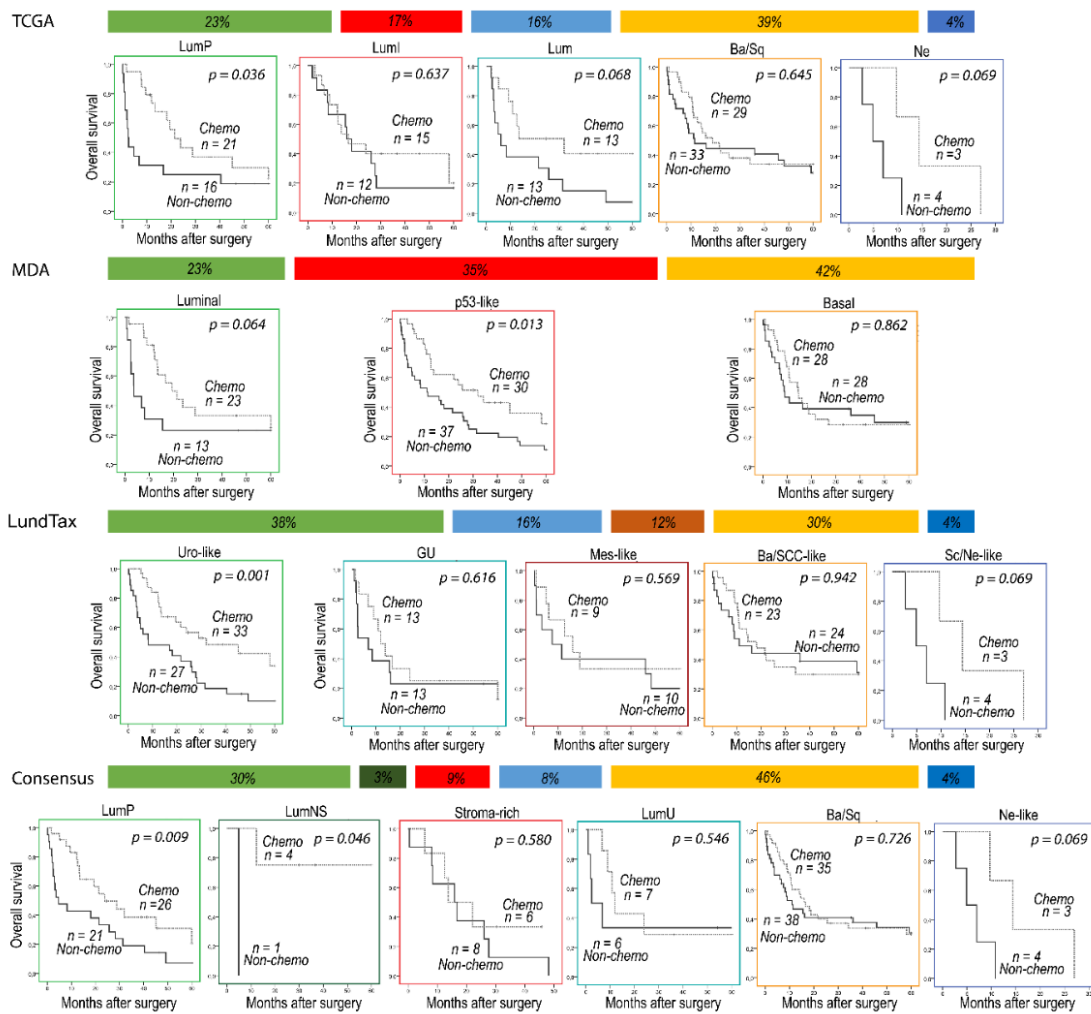 TCGA
23% 17% 16% 39% 4%
LumP LumI Lum Ba/Sq Ne
p = 0.036
Chemo
n = 21
n = 16
Non-chemo
Overall survival
Months after surgery
p = 0.637
Chemo
n = 15
n = 12
Non-chemo
Months after surgery
p = 0.068
Chemo
n = 13
n = 13
Non-chemo
Months after surgery
p = 0.645
Chemo
n = 29
n = 33
Non-chemo
Overall survival
Months after surgery
p = 0.069
Chemo
n =3
n = 4
Non-chemo
Months after surgery
MDA
23% 35% 42%
Luminal p53-like Basal
p = 0.064
Chemo
n = 23
n = 13
Non-chemo
Overall survival
Months after surgery
p = 0.013
Chemo
n = 30
n = 37
Non-chemo
Overall survival
Months after surgery
p = 0.862
Chemo
n = 28
n = 28
Non-chemo
Overall survival
Months after surgery
LundTax
38% 16% 12% 30% 4%
Uro-like GU Mes-like Ba/SCC-like Sc/Ne-like
p = 0.001
Chemo
n = 33
n = 27
Non-chemo
Overall survival
Months after surgery
p = 0.616
Chemo
n = 13
n = 13
Non-chemo
Months after surgery
p = 0.569
Chemo
n = 9
n = 10
Non-chemo
Months after surgery
p = 0.942
Chemo
n = 23
n = 24
Non-chemo
Overall survival
Months after surgery
p = 0.069
Chemo
n =3
n = 4
Non-chemo
Months after surgery
Consensus
30% 3% 9% 8% 46% 4%
LumP LumNS Stroma-rich LumU Ba/Sq Ne-like
p = 0.009
Chemo
n =26
n = 21
Non-chemo
Overall survival
Months after surgery
p = 0.046
Chemo
n = 4
n = 1
Non-chemo
Months after surgery
p = 0.580
Chemo
n = 6
n = 8
Non-chemo
Months after surgery
p = 0.546
Chemo
n = 7
n = 6
Non-chemo
Months after surgery
p = 0.726
Chemo
n = 35
n = 38
Non-chemo
Overall survival
Months after surgery
p = 0.069
Chemo
n = 3
n = 4
Non-chemo
Months after surgery